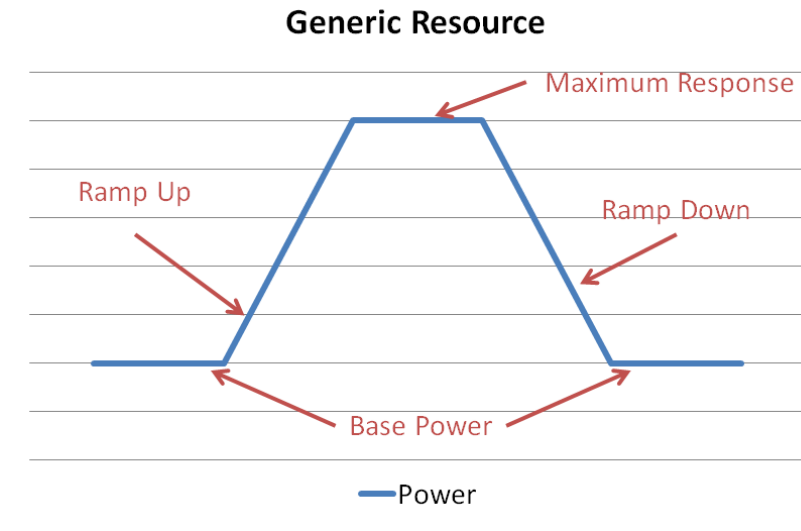 Generic Resource
Maximum Response
Ramp Up
Ramp Down
Base Power
Power